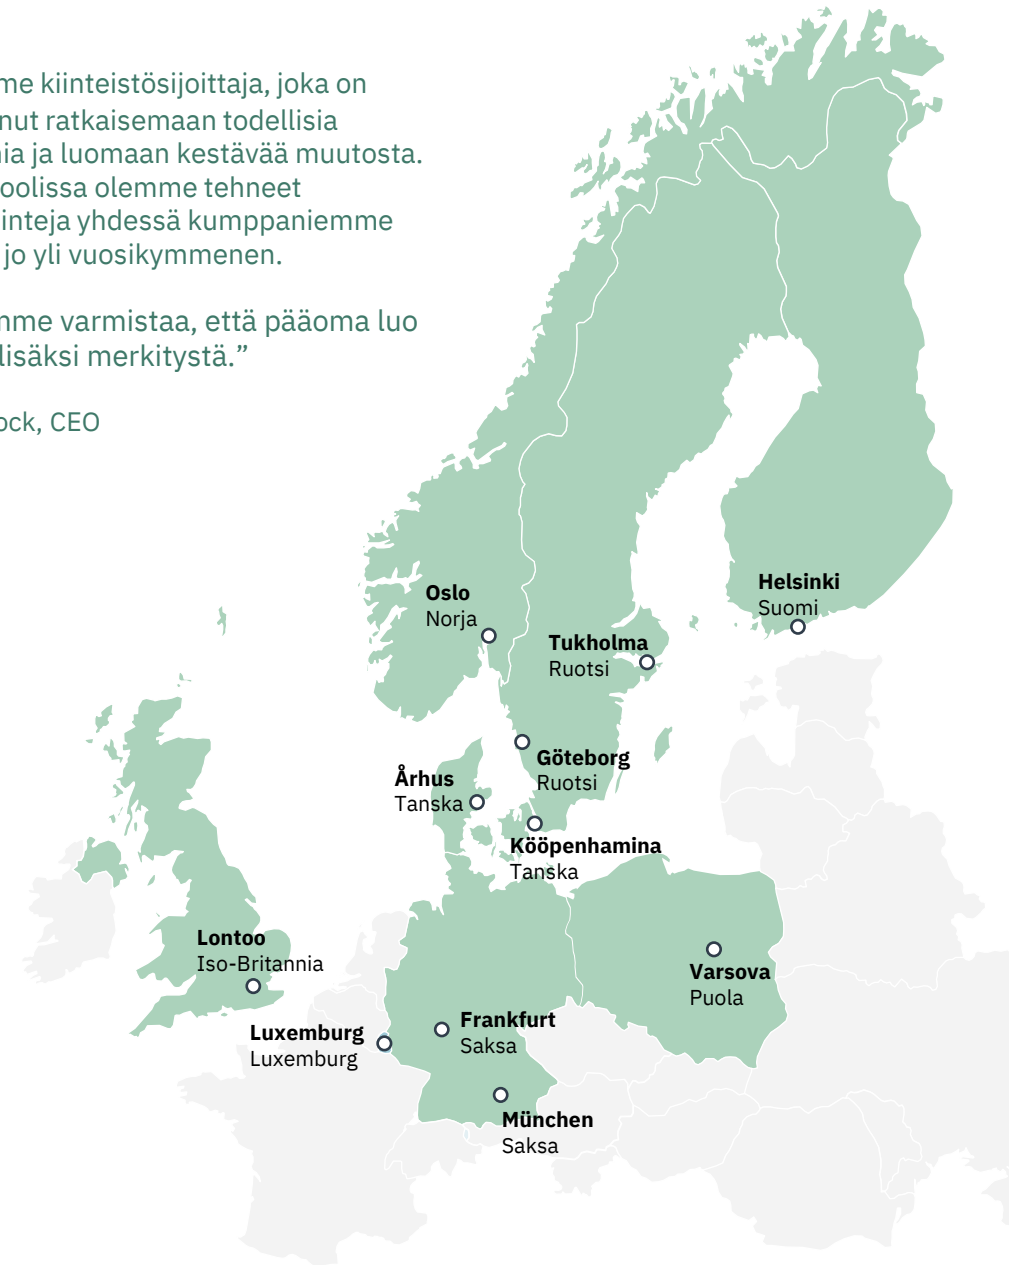 me kiinteistösijoittaja, joka on
nut ratkaisemaan todellisia
ia ja luomaan kestävää muutosta.
oolissa olemme tehneet
inteja yhdessä kumppaniemme
jo yli vuosikymmenen.
mme varmistaa, että pääoma luo
lisäksi merkitystä.”
ock, CEO
Helsinki
Suomi
Oslo
Norja
Tukholma
Ruotsi
Göteborg
Ruotsi
Århus
Tanska
Kööpenhamina
Tanska
Lontoo
Iso-Britannia
Varsova
Puola
Frankfurt
Saksa
Luxemburg
Luxemburg
München
Saksa